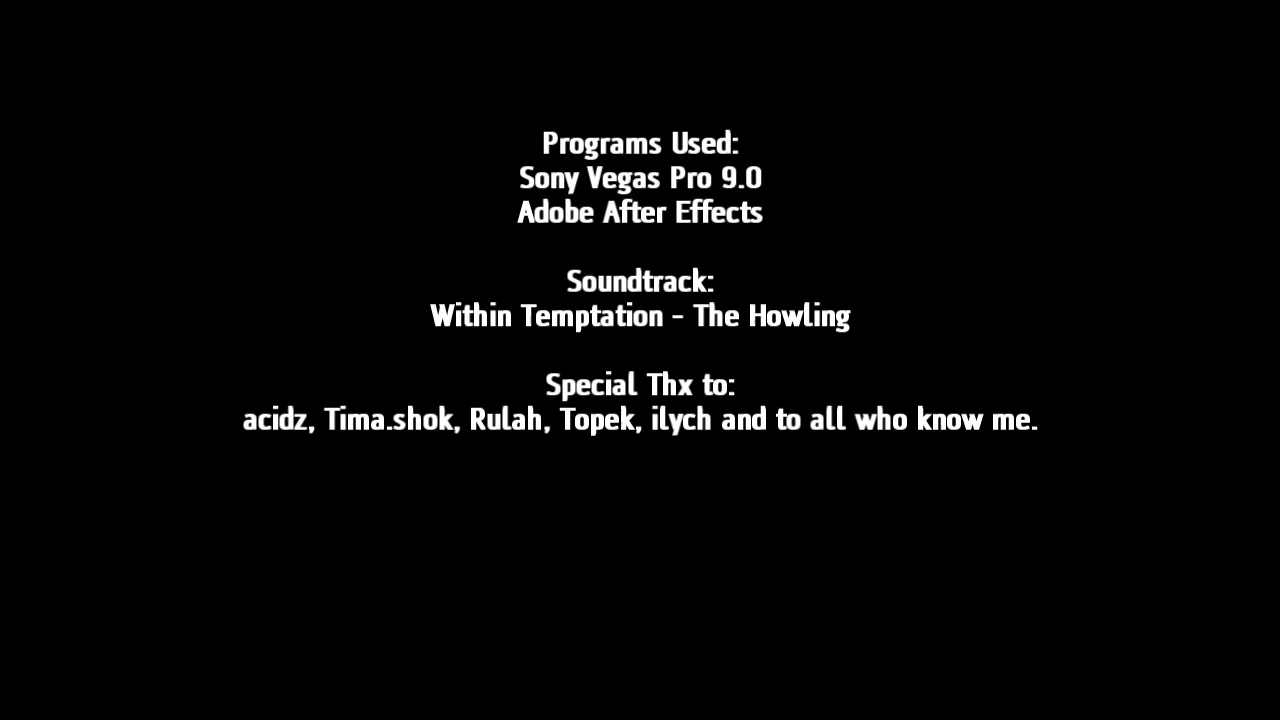 Programs Used:
Sony Vegas Pro 9.0
Adobe After Effects
Soundtrack:
Within Temptation - The Howling
Special Thx to:
acidz, Tima.shok, Rulah, Topek, ilych and to all who know me.